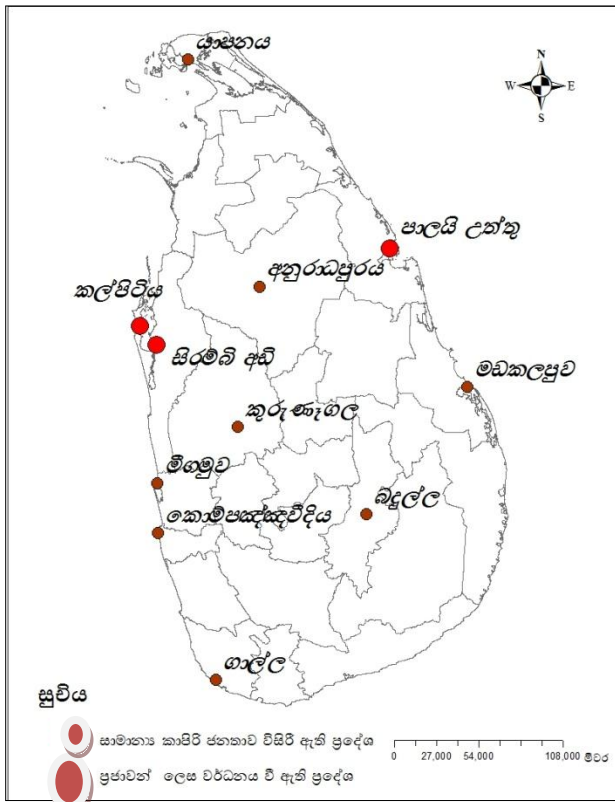 යාපනය
N
W E
S
පාලයි උත්තු
අනුරාධපුරය
කල්පිටිය
සිරම්බි අඩි
මඩකලපුව
කුරුණෑගල
මීගමුව
බදුල්ල
කොම්පඤ්ඤවීදිය
ගාල්ල
සුචිය
සාමාන්‍ය කාපිරි ජනතාව විසිරී ඇති ප්‍රදේශ
0 27,000 54,000 108,000 මීටර
ප්‍රජාවන් ලෙස වර්ධනය වී ඇති ප්‍රදේශ